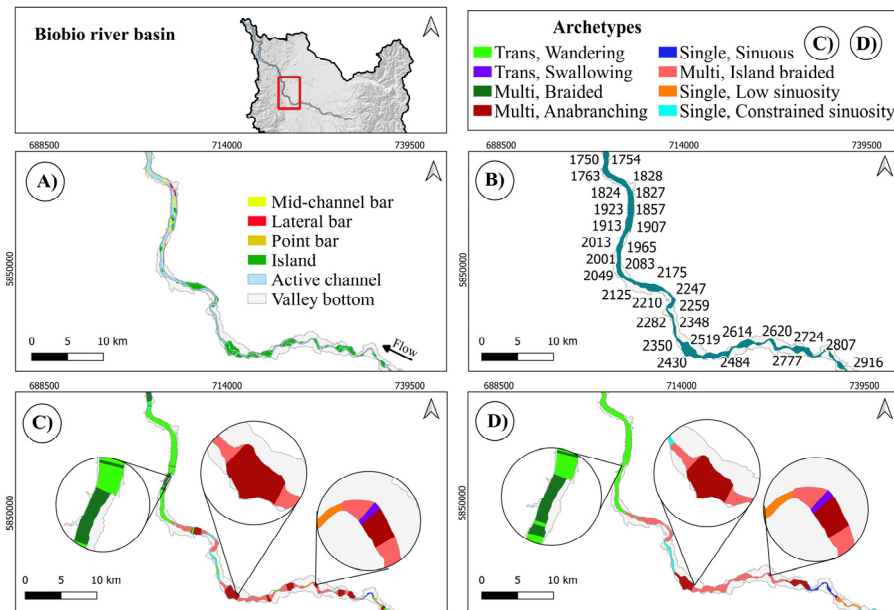 Biobio river basin
Archetypes
C) D)
Trans, Wandering
Single, Sinuous
Trans, Swallowing
Multi, Island braided
Multi, Braided
Single, Low sinuosity
Multi, Anabranching
Single, Constrained sinuosity
688500 714000 739500
688500 714000 739500
A)
Mid-channel bar
Lateral bar
Point bar
Island
Active channel
Valley bottom
5850000
0 5 10 km
Flow
B)
1750 1754
1763 1828
1824 1827
1923 1857
1913 1907
2013 1965
2001 2083
2049 2175
2125 2247
2210 2259
2282 2348
2350 2519 2614 2620 2724 2807
2430 2484 2777 2916
5850000
0 5 10 km
688500 714000 739500
688500 714000 739500
C)
5850000
0 5 10 km
D)
5850000
0 5 10 km